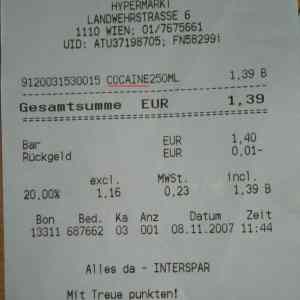 HYPERMARKT
LANDWEHRSTRASSE 6
1110 WIEN; 01/7675661
UID: ATU37198705; FN58299i
9120031530015 COCAINE250ML 1,39 B
Gesamtsumme EUR 1,39
Bar EUR 1,40
Rückgeld EUR 0,01-
excl. MWSt. incl.
20,00% 1,16 0,23 1,39 B
Bon Bed. Ka Anz Datum Zeit
13311 687662 03 001 08.11.2007 11:44
Alles da - INTERSPAR
Mit Treue punkten!